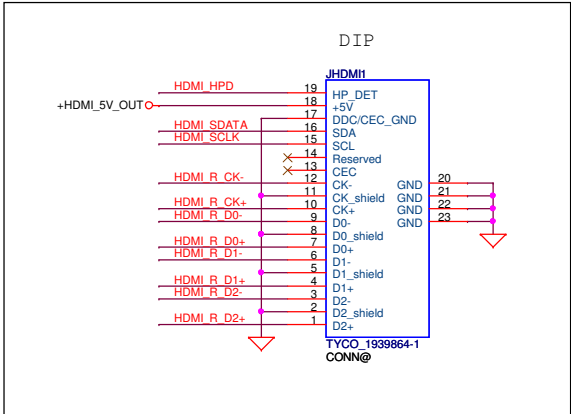 DIP
JHDMI1
HDMI_HPD 19 HP_DET
+HDMI_5V_OUT 18 +5V
17 DDC/CEC_GND
HDMI_SDATA 16 SDA
HDMI_SCLK 15 SCL
14 Reserved
13 CEC
HDMI_R_CK- 12 CK- GND 20
11 CK_shield GND 21
HDMI_R_CK+ 10 CK+ GND 22
HDMI_R_D0- 9 D0- GND 23
8 D0_shield
HDMI_R_D0+ 7 D0+
HDMI_R_D1- 6 D1-
5 D1_shield
HDMI_R_D1+ 4 D1+
HDMI_R_D2- 3 D2-
2 D2_shield
HDMI_R_D2+ 1 D2+
TYCO_1939864-1
CONN@